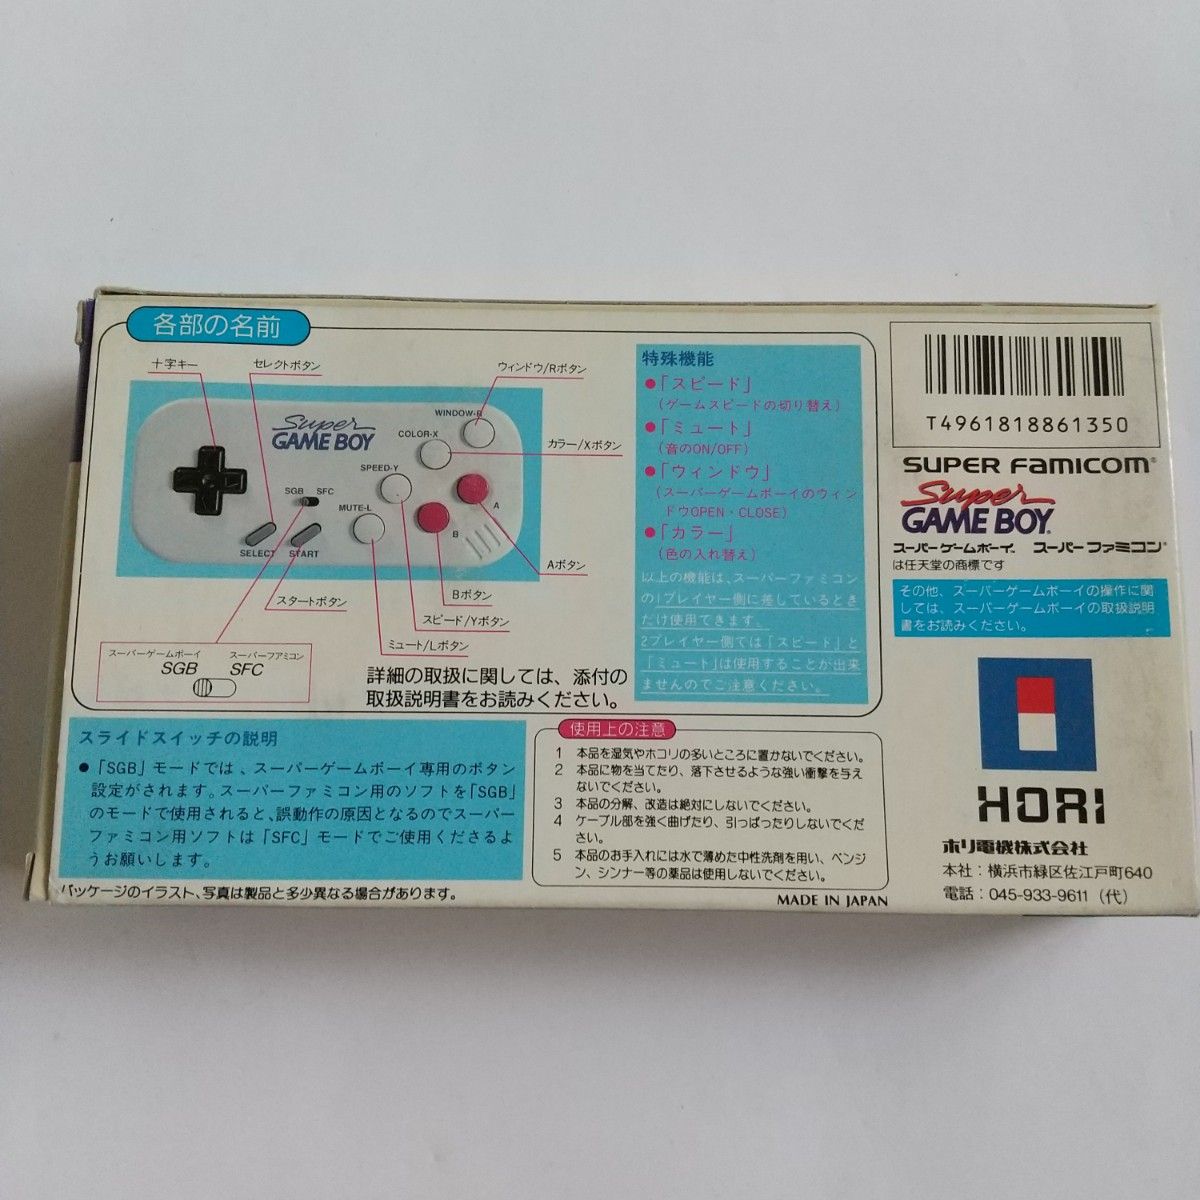 各部の名前
十字キー
セレクトボタン
ウィンドウ/Rボタン
カラー/Xボタン
Super
GAME BOY
WINDOW-R
COLOR-X
SPEED-Y
MUTE-L
SGB SFC
SELECT
START
A
B
Aボタン
Bボタン
スタートボタン
スピード/Yボタン
ミュート/Lボタン
スーパーゲームボーイ スーパーファミコン
SGB SFC
詳細の取扱に関しては、添付の
取扱説明書をお読みください。
特殊機能
●「スピード」
(ゲームスピードの切り替え)
●「ミュート」
(音のON/OFF)
●「ウィンドウ」
(スーパーゲームボーイのウィン
ドウOPEN・CLOSE)
●「カラー」
(色の入れ替え)
以上の機能は、スーパーファミコン
の1プレイヤー側に差しているとき
だけ使用できます。
2プレイヤー側では「スピード」と
「ミュート」は使用することが出来
ませんのでご注意ください。
スライドスイッチの説明
●「SGB」モードでは、スーパーゲームボーイ専用のボタン
設定がされます。スーパーファミコン用のソフトを「SGB」
のモードで使用されると、誤動作の原因となるのでスーパー
ファミコン用ソフトは「SFC」モードでご使用くださるよ
うお願いします。
パッケージのイラスト、写真は製品と多少異なる場合があります。
使用上の注意
1 本品を湿気やホコリの多いところに置かないでください。
2 本品に物を当てたり、落下させるような強い衝撃を与え
ないでください。
3 本品の分解、改造は絶対にしないでください。
4 ケーブル部を強く曲げたり、引っぱったりしないでくだ
さい。
5 本品のお手入れには水で薄めた中性洗剤を用い、ベンジ
ン、シンナー等の薬品は使用しないでください。
MADE IN JAPAN
T4961818861350
SUPER FAMICOM®
Super
GAME BOY
スーパーゲームボーイ スーパーファミコン
は任天堂の商標です
その他、スーパーゲームボーイの操作に関
しては、スーパーゲームボーイの取扱説明
書をお読みください。
HORI
ホリ電機株式会社
本社：横浜市緑区佐江戸町640
電話：045-933-9611（代）